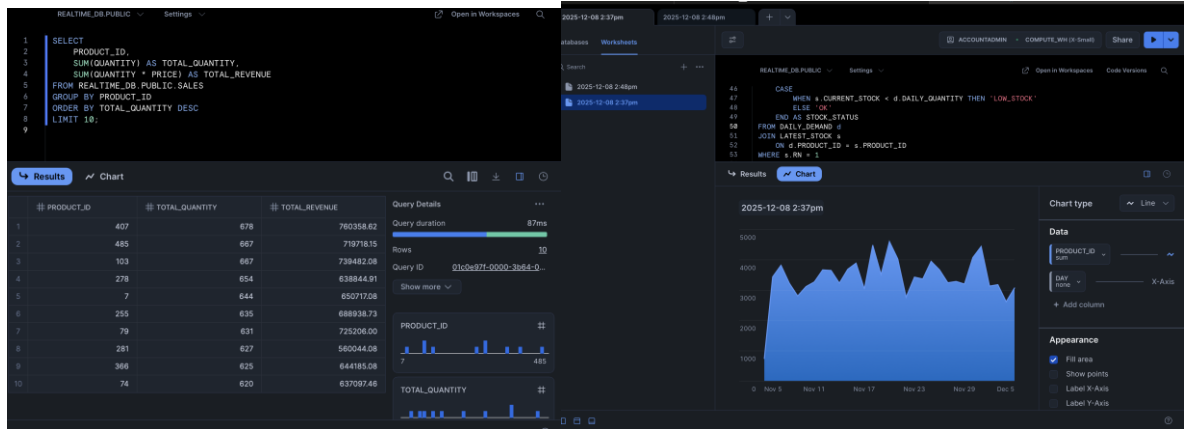 REALTIME_DB.PUBLIC
Settings
Open in Workspaces
1 SELECT
2 PRODUCT_ID,
3 SUM(QUANTITY) AS TOTAL_QUANTITY,
4 SUM(QUANTITY * PRICE) AS TOTAL_REVENUE
5 FROM REALTIME_DB.PUBLIC.SALES
6 GROUP BY PRODUCT_ID
7 ORDER BY TOTAL_QUANTITY DESC
8 LIMIT 10;
9
Results
Chart
PRODUCT_ID TOTAL_QUANTITY TOTAL_REVENUE
1 407 678 760358.62
2 485 667 719718.15
3 103 667 739482.08
4 278 654 638844.91
5 7 644 650717.08
6 255 635 688938.73
7 79 631 725206.00
8 281 627 560044.08
9 366 625 644185.08
10 74 620 637097.46
Query Details
Query duration 87ms
Rows 10
Query ID 01c0e97f-0000-3b64-0...
Show more
PRODUCT_ID
7 485
TOTAL_QUANTITY
2025-12-08 2:37pm
2025-12-08 2:48pm
atabases
Worksheets
ACCOUNTADMIN
COMPUTE_WH (X-Small)
Share
Search
2025-12-08 2:48pm
2025-12-08 2:37pm
REALTIME_DB.PUBLIC
Settings
Open in Workspaces
Code Versions
46 CASE
47 WHEN s.CURRENT_STOCK < d.DAILY_QUANTITY THEN 'LOW_STOCK'
48 ELSE 'OK'
49 END AS STOCK_STATUS
50 FROM DAILY_DEMAND d
51 JOIN LATEST_STOCK s
52 ON d.PRODUCT_ID = s.PRODUCT_ID
53 WHERE s.RN = 1
Results
Chart
2025-12-08 2:37pm
5000
4000
3000
2000
1000
0
Nov 5 Nov 11 Nov 17 Nov 23 Nov 29 Dec 5
Chart type
Line
Data
PRODUCT_ID
sum
DAY
none
X-Axis
+ Add column
Appearance
Fill area
Show points
Label X-Axis
Label Y-Axis